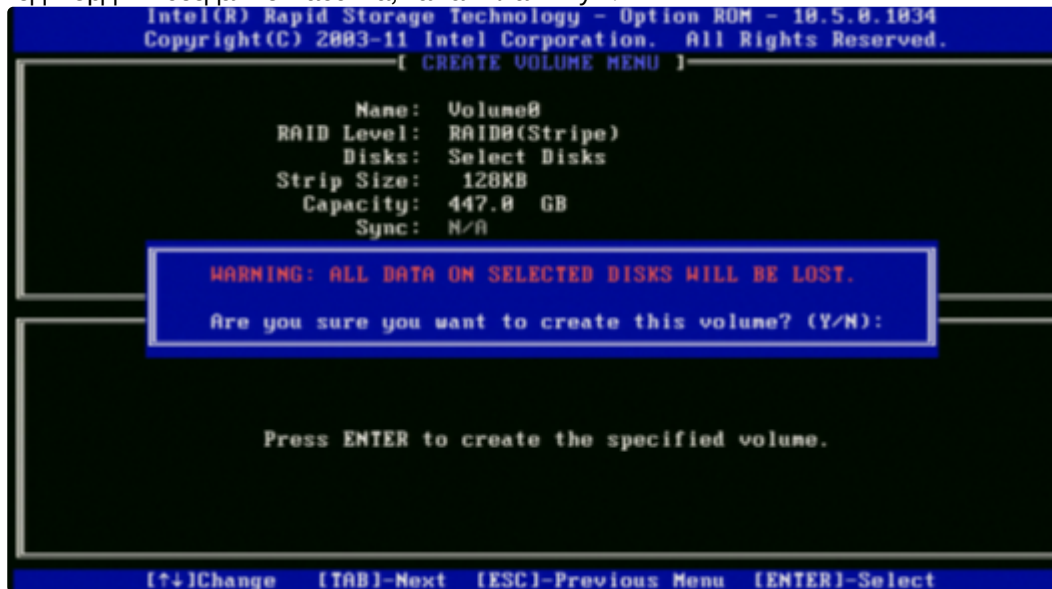 Intel(R) Rapid Storage Technology - Option ROM - 10.5.0.1034
Copyright(C) 2003-11 Intel Corporation. All Rights Reserved.
[ CREATE VOLUME MENU ]
Name: Volume0
RAID Level: RAID0(Stripe)
Disks: Select Disks
Strip Size: 128KB
Capacity: 447.0 GB
Sync: N/A
WARNING: ALL DATA ON SELECTED DISKS WILL BE LOST.
Are you sure you want to create this volume? (Y/N):
Press ENTER to create the specified volume.
[↑↓]Change [TAB]-Next [ESC]-Previous Menu [ENTER]-Select